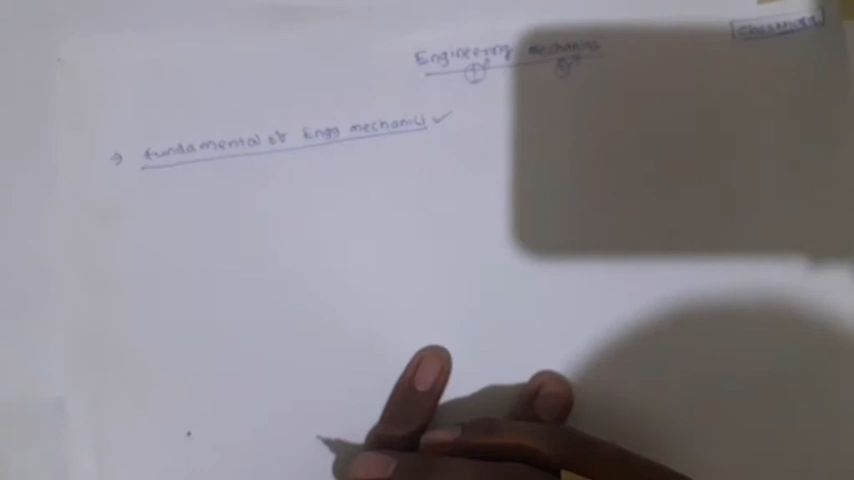 Engineering mechanics
→ fundamental of Engg mechanics ✓